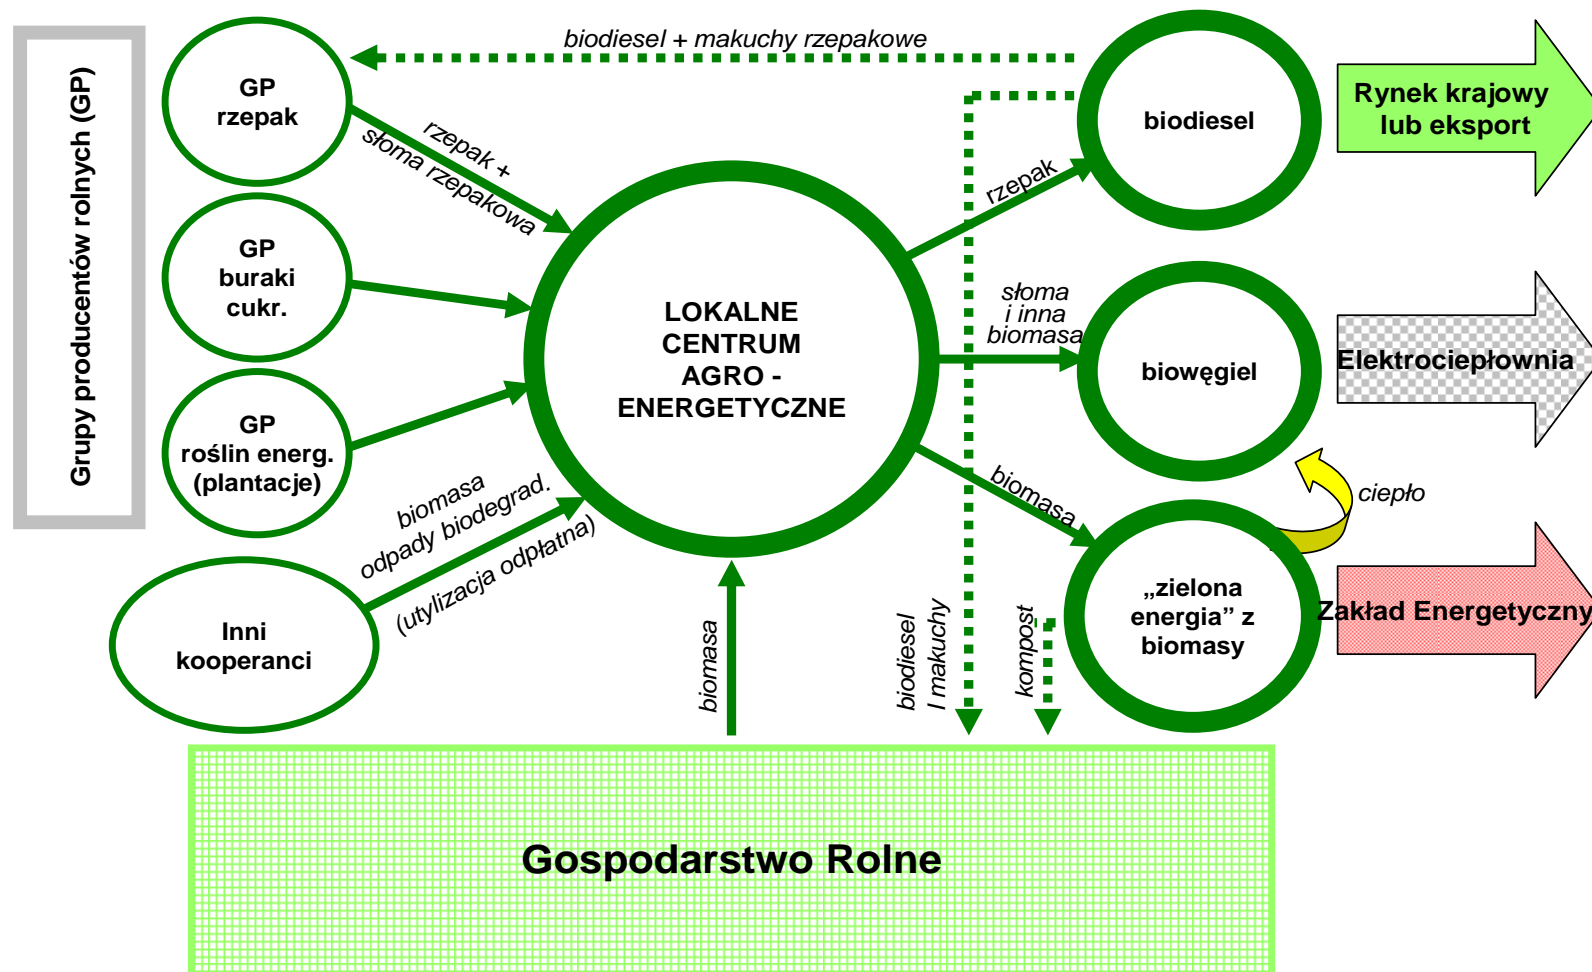 Grupy producentów rolnych (GP)
GP
rzepak
GP
buraki
cukr.
GP
roślin energ.
(plantacje)
Inni
kooperanci
biodiesel + makuchy rzepakowe
rzepak +
słoma rzepakowa
biomasa
odpady biodegrad.
(utylizacja odpłatna)
LOKALNE
CENTRUM
AGRO -
ENERGETYCZNE
biomasa
rzepak
słoma
i inna
biomasa
biomasa
biodiesel
I makuchy
kompost
biodiesel
biowęgiel
ciepło
„zielona
energia” z
biomasy
Rynek krajowy
lub eksport
Elektrociepłownia
Zakład Energetyczny
Gospodarstwo Rolne